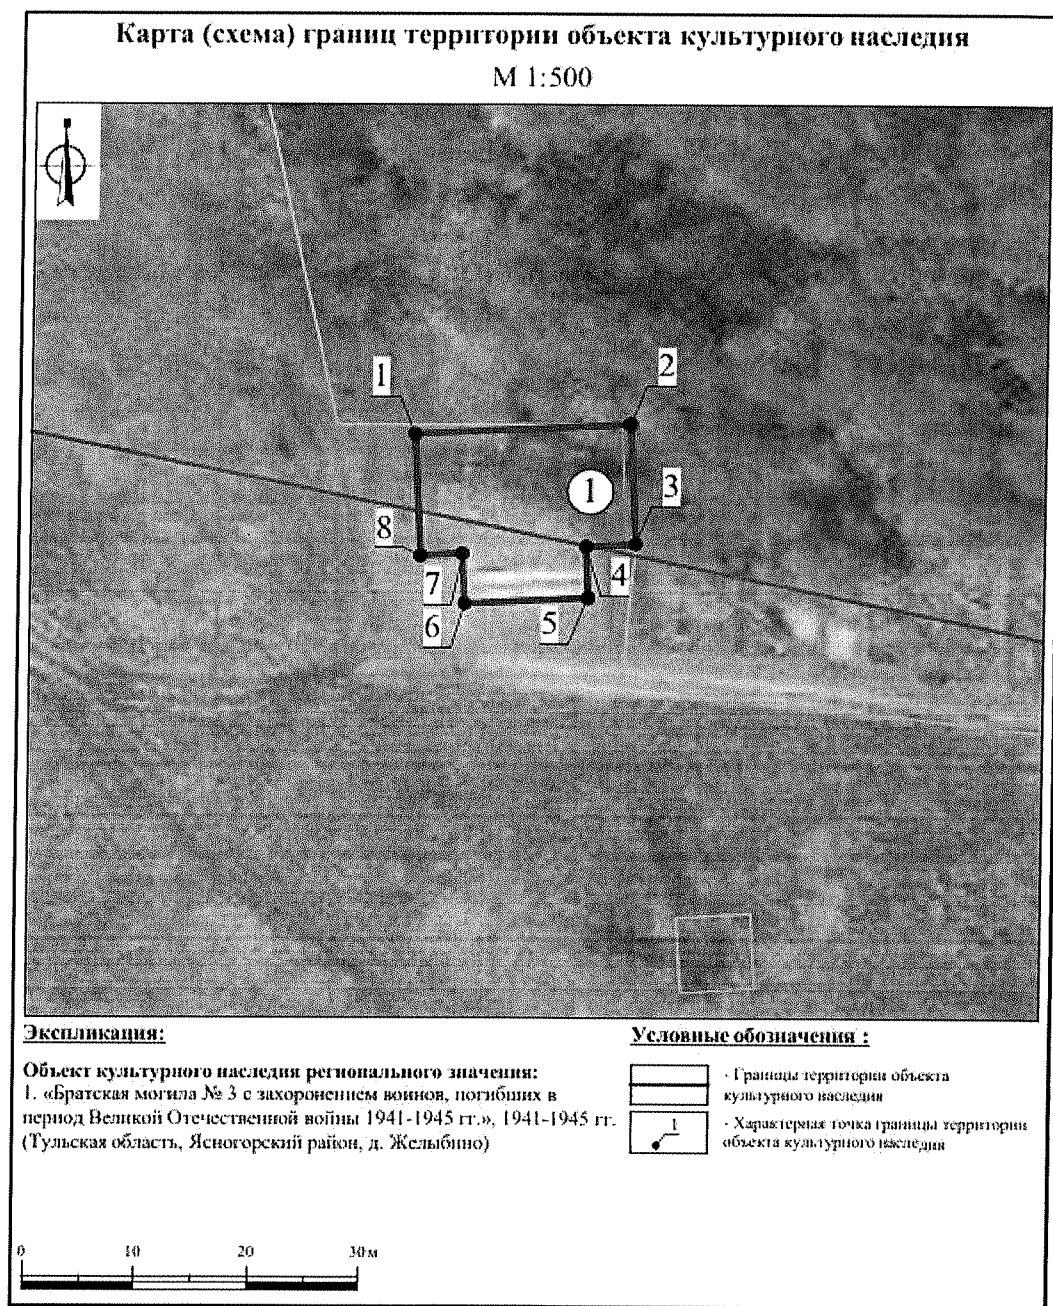 Карта (схема) границ территории объекта культурного наследия
М 1:500
1
2
1
3
8
7
4
6
5
Экспликация:
Объект культурного наследия регионального значения:
1. «Братская могила № 3 с захоронением воинов, погибших в
период Великой Отечественной войны 1941-1945 гг.», 1941-1945 гг.
(Тульская область, Ясногорский район, д. Желыбино)
Условные обозначения :
- Границы территории объекта
культурного наследия
1
- Характерная точка границы территории
объекта культурного наследия
0 10 20 30 м